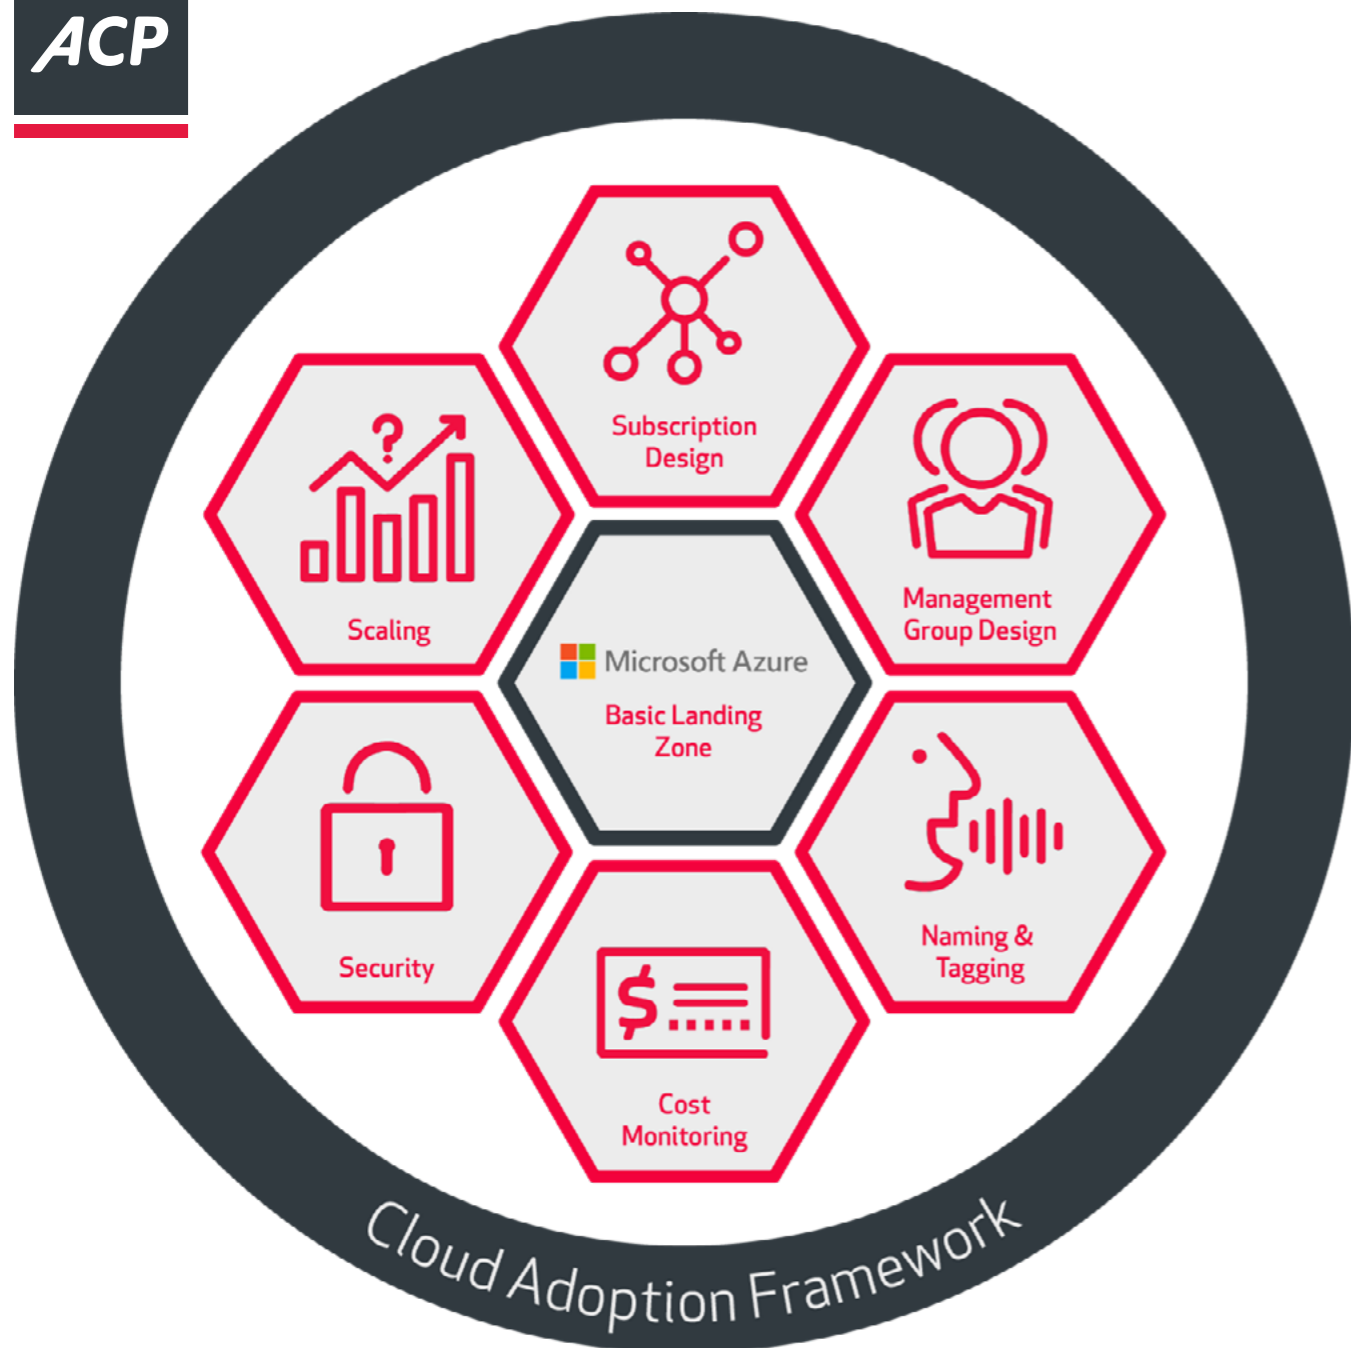 ACP
Subscription
Design
?
Scaling
Management
Group Design
Microsoft Azure
Basic Landing
Zone
Security
Naming &
Tagging
$
Cost
Monitoring
Cloud Adoption Framework